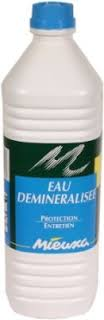 EAU
DEMINERALISEE
PROTECTION
ENTRETIEN
Mieuxa